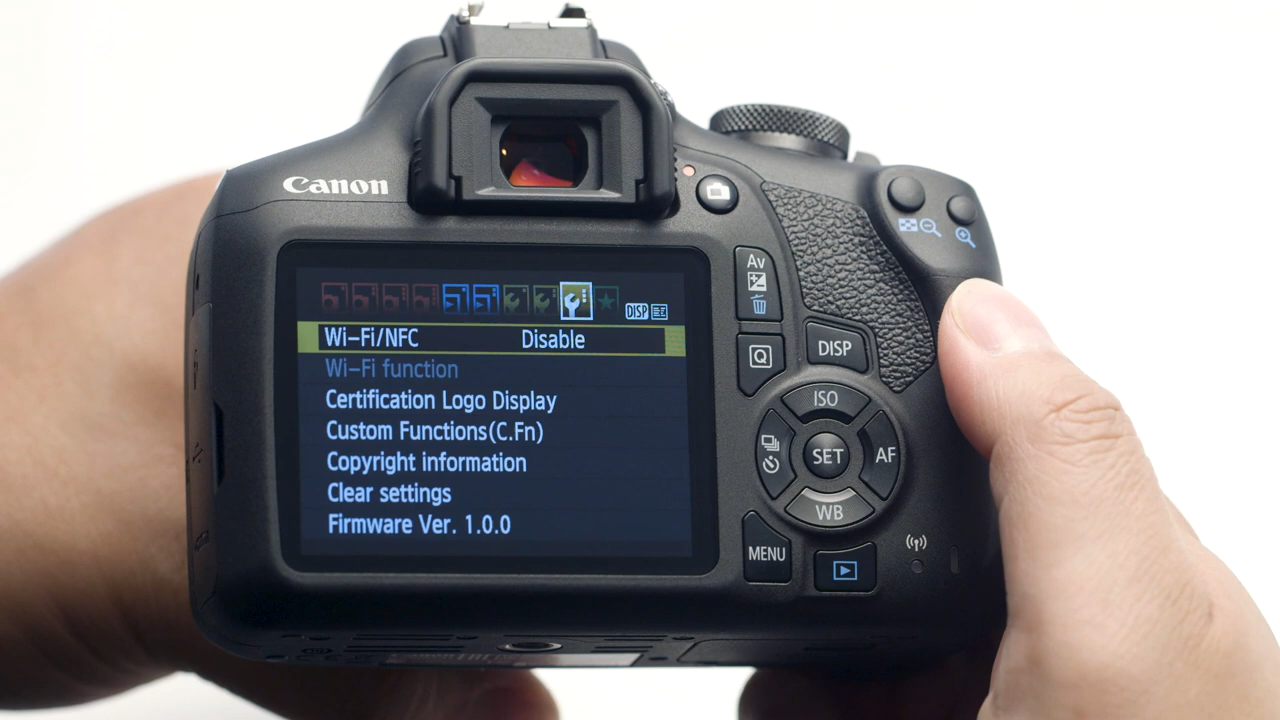 Canon
DISP
Wi-Fi/NFC Disable
Wi-Fi function
Certification Logo Display
Custom Functions(C.Fn)
Copyright information
Clear settings
Firmware Ver. 1.0.0
Av
Q
DISP
ISO
SET
AF
WB
MENU